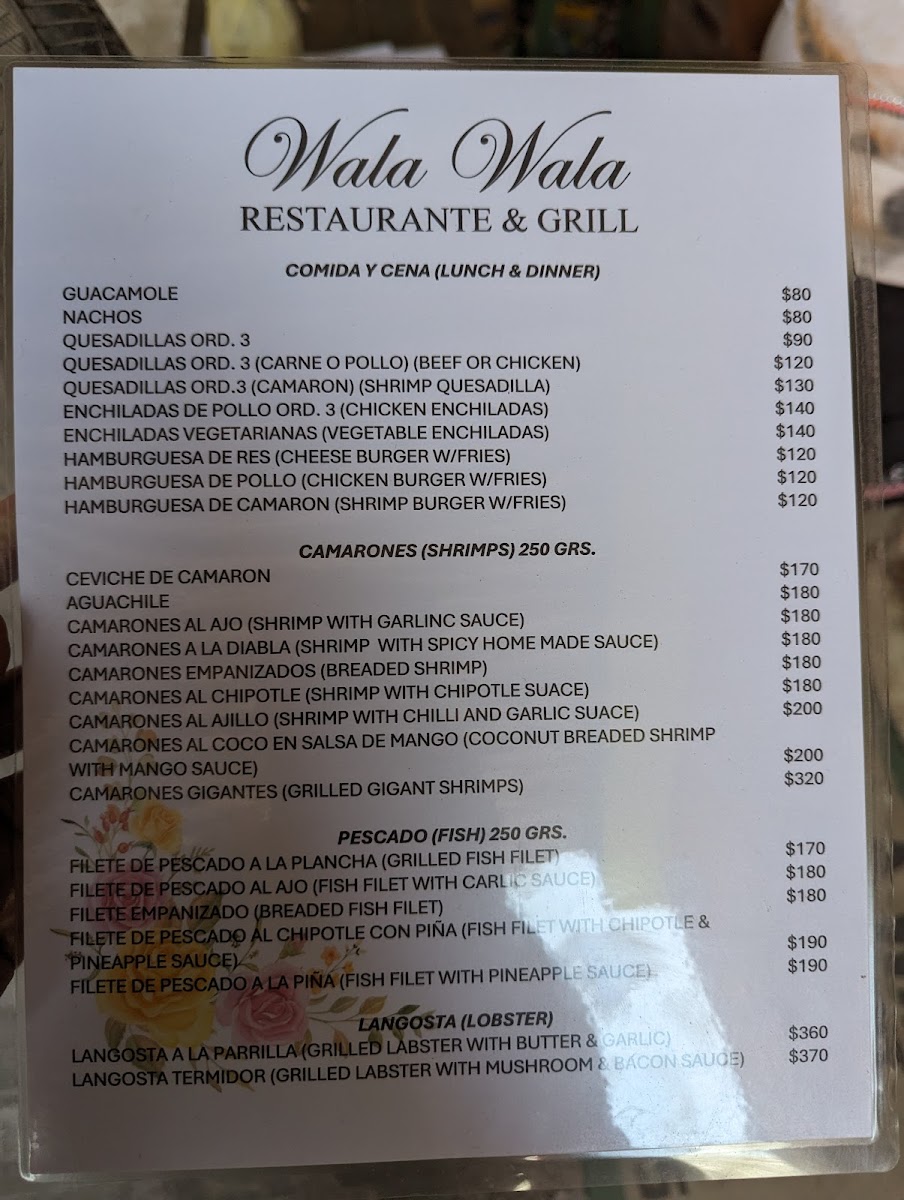 Wala Wala
RESTAURANTE & GRILL
COMIDA Y CENA (LUNCH & DINNER)
GUACAMOLE $80
NACHOS $80
QUESADILLAS ORD. 3 $90
QUESADILLAS ORD. 3 (CARNE O POLLO) (BEEF OR CHICKEN) $120
QUESADILLAS ORD.3 (CAMARON) (SHRIMP QUESADILLA) $130
ENCHILADAS DE POLLO ORD. 3 (CHICKEN ENCHILADAS) $140
ENCHILADAS VEGETARIANAS (VEGETABLE ENCHILADAS) $140
HAMBURGUESA DE RES (CHEESE BURGER W/FRIES) $120
HAMBURGUESA DE POLLO (CHICKEN BURGER W/FRIES) $120
HAMBURGUESA DE CAMARON (SHRIMP BURGER W/FRIES) $120
CAMARONES (SHRIMPS) 250 GRS.
CEVICHE DE CAMARON $170
AGUACHILE $180
CAMARONES AL AJO (SHRIMP WITH GARLINC SAUCE) $180
CAMARONES A LA DIABLA (SHRIMP WITH SPICY HOME MADE SAUCE) $180
CAMARONES EMPANIZADOS (BREADED SHRIMP) $180
CAMARONES AL CHIPOTLE (SHRIMP WITH CHIPOTLE SUACE) $180
CAMARONES AL AJILLO (SHRIMP WITH CHILLI AND GARLIC SUACE) $200
CAMARONES AL COCO EN SALSA DE MANGO (COCONUT BREADED SHRIMP
WITH MANGO SAUCE) $200
CAMARONES GIGANTES (GRILLED GIGANT SHRIMPS) $320
PESCADO (FISH) 250 GRS.
FILETE DE PESCADO A LA PLANCHA (GRILLED FISH FILET) $170
FILETE DE PESCADO AL AJO (FISH FILET WITH CARLIC SAUCE) $180
FILETE EMPANIZADO (BREADED FISH FILET) $180
FILETE DE PESCADO AL CHIPOTLE CON PIÑA (FISH FILET WITH CHIPOTLE &
PINEAPPLE SAUCE) $190
FILETE DE PESCADO A LA PIÑA (FISH FILET WITH PINEAPPLE SAUCE) $190
LANGOSTA (LOBSTER)
LANGOSTA A LA PARRILLA (GRILLED LABSTER WITH BUTTER & GARLIC) $360
LANGOSTA TERMIDOR (GRILLED LABSTER WITH MUSHROOM & BACON SAUCE) $370